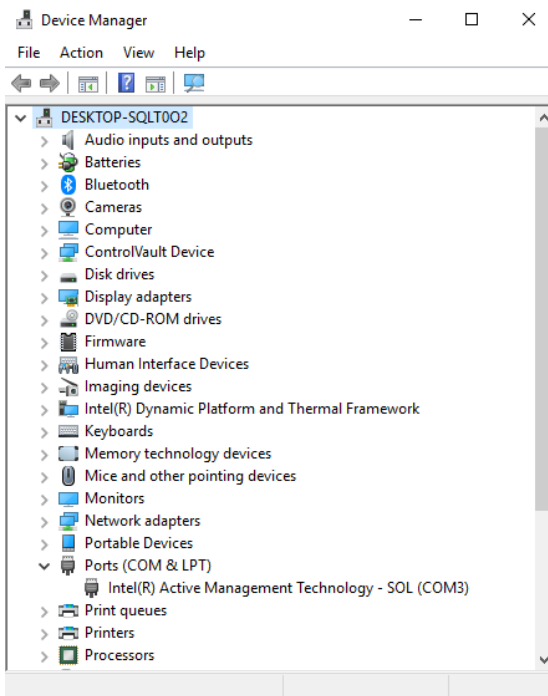 Device Manager
File Action View Help
DESKTOP-SQLT0O2
Audio inputs and outputs
Batteries
Bluetooth
Cameras
Computer
ControlVault Device
Disk drives
Display adapters
DVD/CD-ROM drives
Firmware
Human Interface Devices
Imaging devices
Intel(R) Dynamic Platform and Thermal Framework
Keyboards
Memory technology devices
Mice and other pointing devices
Monitors
Network adapters
Portable Devices
Ports (COM & LPT)
Intel(R) Active Management Technology - SOL (COM3)
Print queues
Printers
Processors